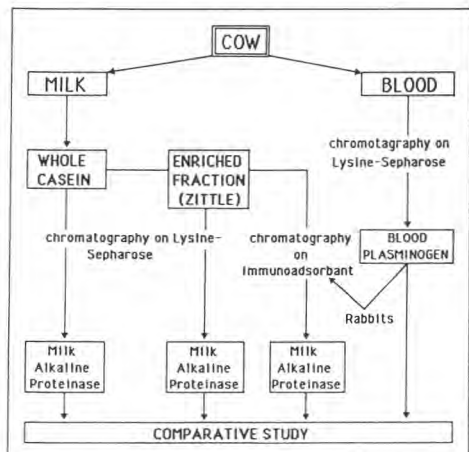 COW
MILK
BLOOD
chromotagraphy on
Lysine-Sepharose
WHOLE
CASEIN
ENRICHED
FRACTION
(ZITTLE)
chromatography on Lysine-
Sepharose
chromatography
on
immunoadsorbant
BLOOD
PLASMINOGEN
Rabbits
Milk
Alkaline
Proteinase
Milk
Alkaline
Proteinase
Milk
Alkaline
Proteinase
COMPARATIVE STUDY